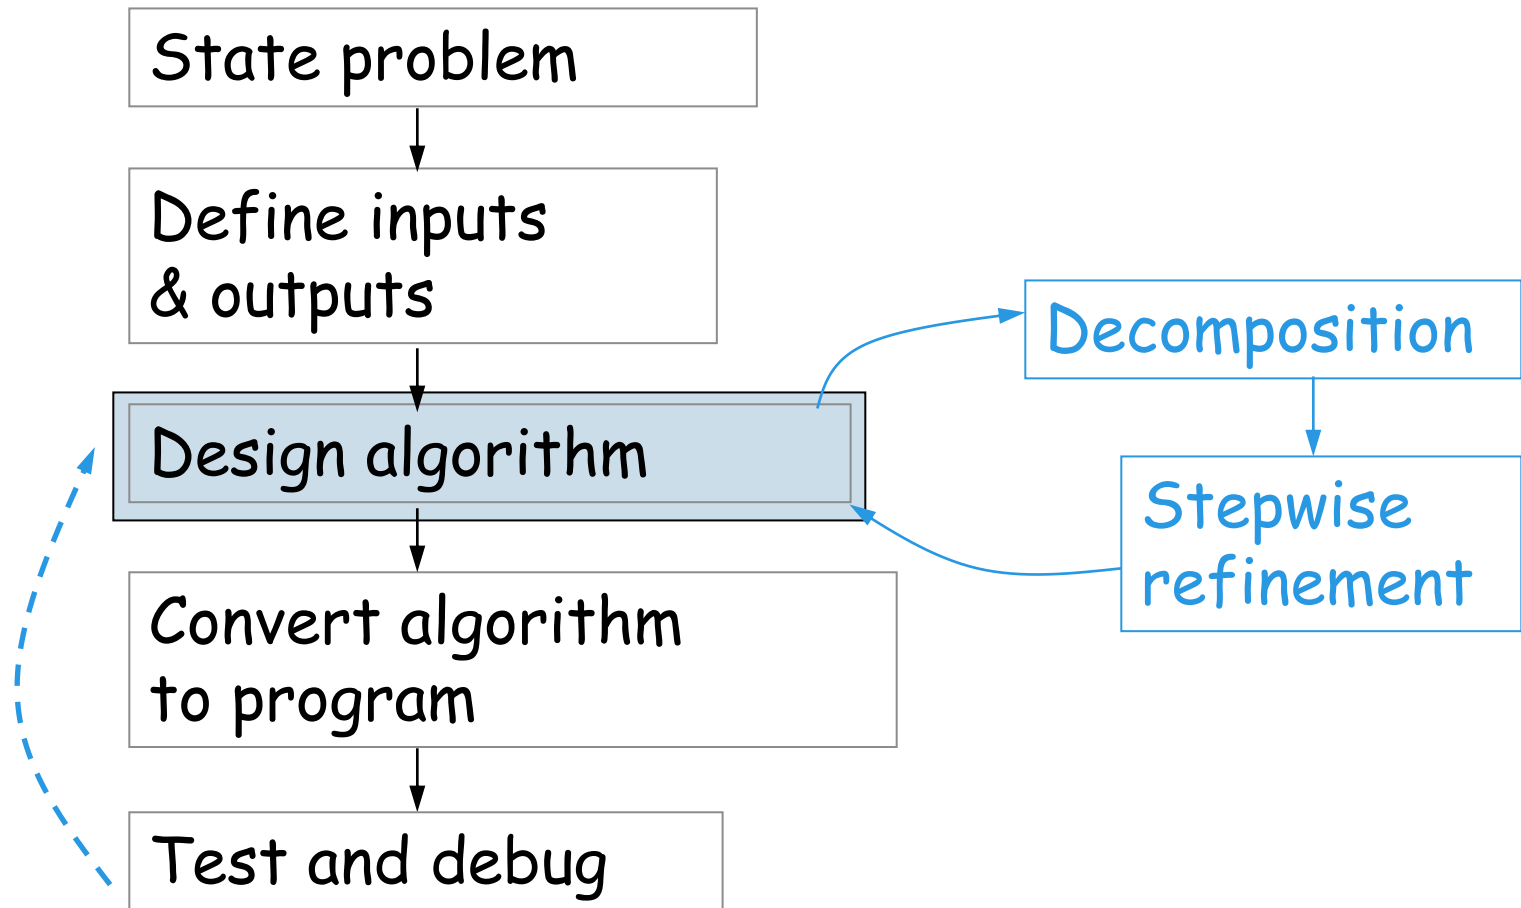 State problem
Define inputs
& outputs
Decomposition
Design algorithm
Stepwise
refinement
Convert algorithm
to program
Test and debug